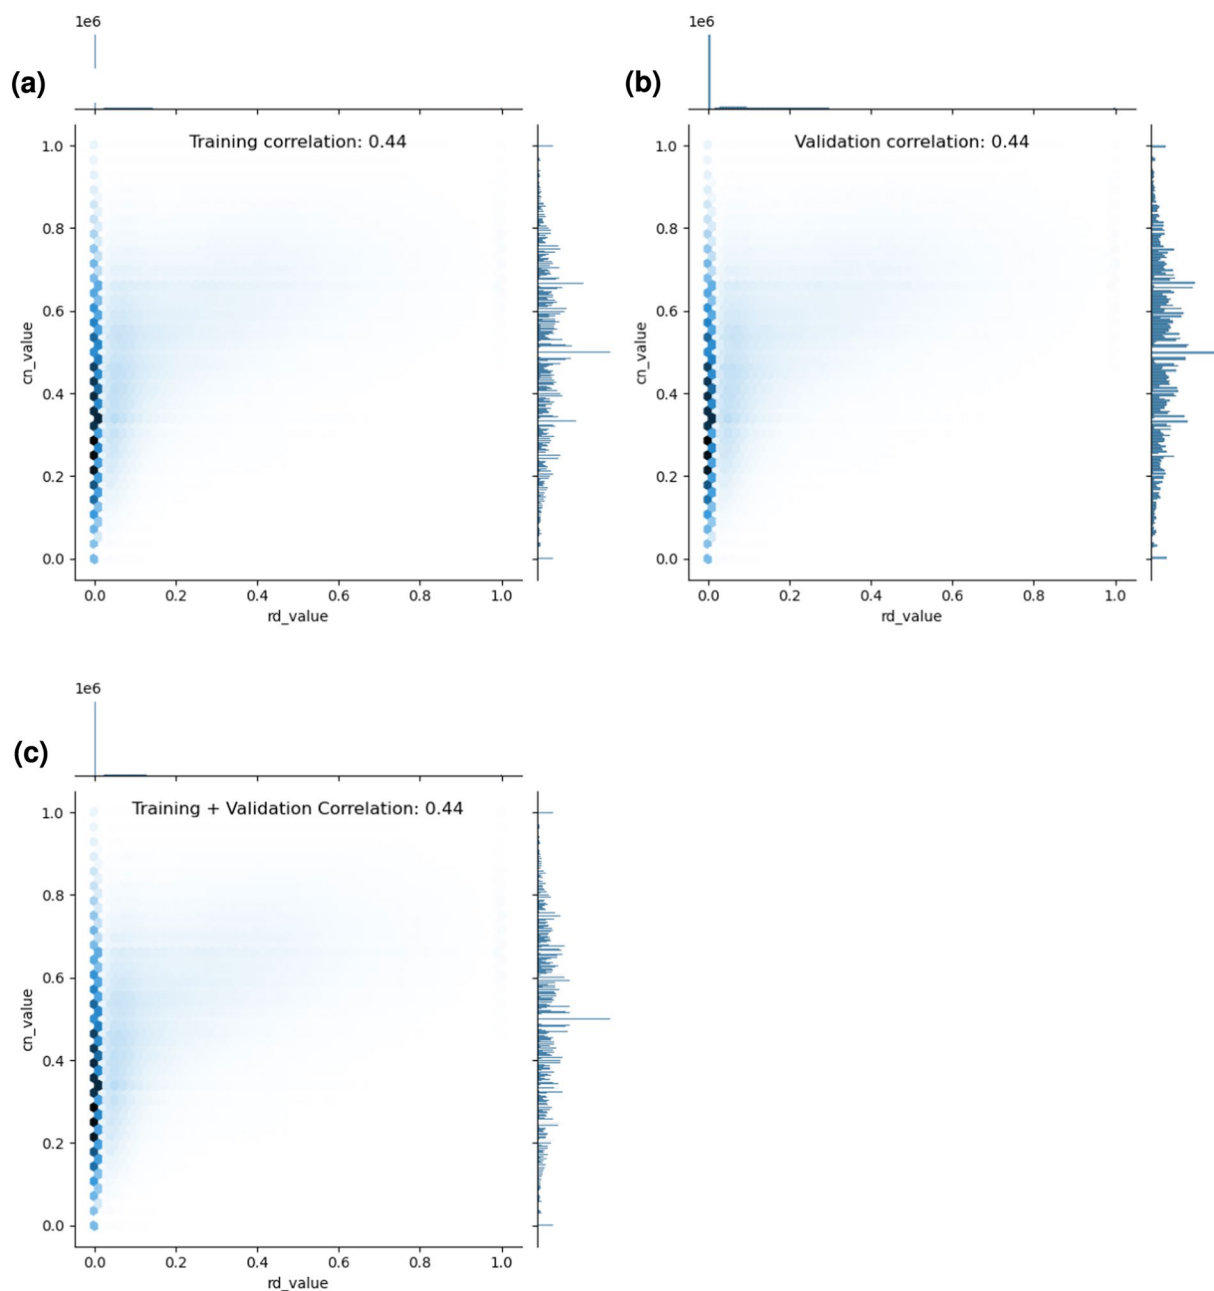 1e6
(a)
Training correlation: 0.44
1.0
0.8
0.6
0.4
0.2
0.0
cn_value
0.0 0.2 0.4 0.6 0.8 1.0
rd_value
1e6
(b)
Validation correlation: 0.44
1.0
0.8
0.6
0.4
0.2
0.0
cn_value
0.0 0.2 0.4 0.6 0.8 1.0
rd_value
1e6
(c)
Training + Validation Correlation: 0.44
1.0
0.8
0.6
0.4
0.2
0.0
cn_value
0.0 0.2 0.4 0.6 0.8 1.0
rd_value